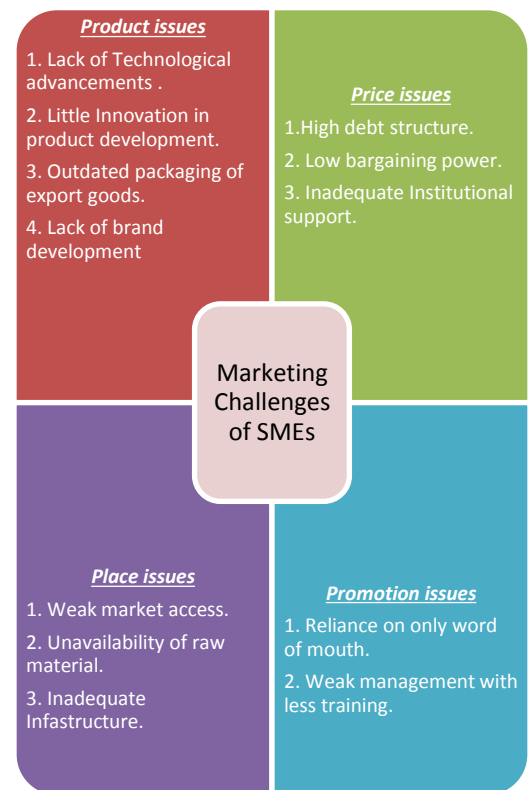 Product issues
1. Lack of Technological
advancements .
2. Little Innovation in
product development.
3. Outdated packaging of
export goods.
4. Lack of brand
development
Price issues
1.High debt structure.
2. Low bargaining power.
3. Inadequate Institutional
support.
Marketing
Challenges
of SMEs
Place issues
1. Weak market access.
2. Unavailability of raw
material.
3. Inadequate
Infastructure.
Promotion issues
1. Reliance on only word
of mouth.
2. Weak management with
less training.